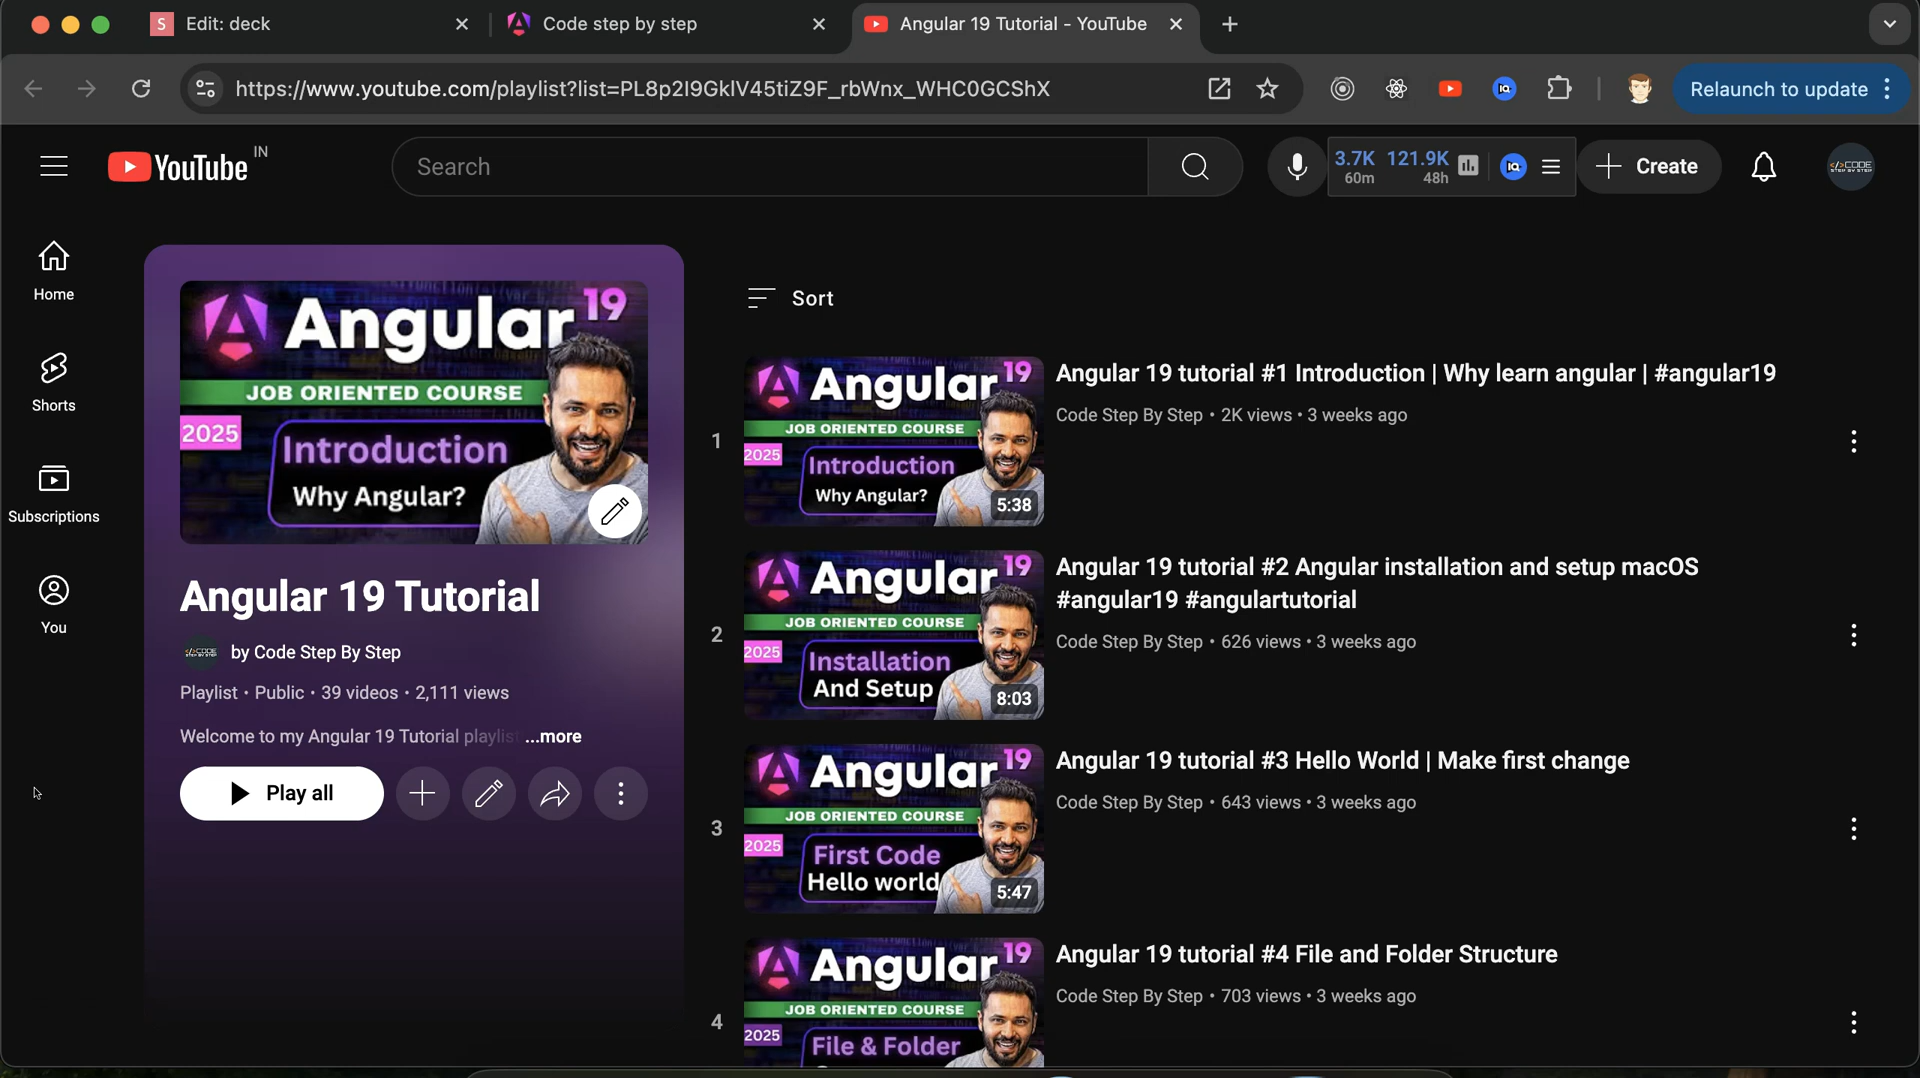 S Edit: deck
Code step by step
Angular 19 Tutorial - YouTube
https://www.youtube.com/playlist?list=PL8p2I9GklV45tiZ9F_rbWnx_WHC0GCShX
Relaunch to update
YouTube IN
Search
3.7K 121.9K
60m 48h
IQ
Create
</>CODE
STEP BY STEP
Home
Shorts
Subscriptions
You
Angular 19
JOB ORIENTED COURSE
2025
Introduction
Why Angular?
Angular 19 Tutorial
by Code Step By Step
Playlist • Public • 39 videos • 2,111 views
Welcome to my Angular 19 Tutorial playlis ...more
Play all
Sort
1
Angular 19
JOB ORIENTED COURSE
2025
Introduction
Why Angular?
5:38
Angular 19 tutorial #1 Introduction | Why learn angular | #angular19
Code Step By Step • 2K views • 3 weeks ago
2
Angular 19
JOB ORIENTED COURSE
2025
Installation
And Setup
8:03
Angular 19 tutorial #2 Angular installation and setup macOS
#angular19 #angulartutorial
Code Step By Step • 626 views • 3 weeks ago
3
Angular 19
JOB ORIENTED COURSE
2025
First Code
Hello world
5:47
Angular 19 tutorial #3 Hello World | Make first change
Code Step By Step • 643 views • 3 weeks ago
4
Angular 19
JOB ORIENTED COURSE
2025
File & Folder
Angular 19 tutorial #4 File and Folder Structure
Code Step By Step • 703 views • 3 weeks ago